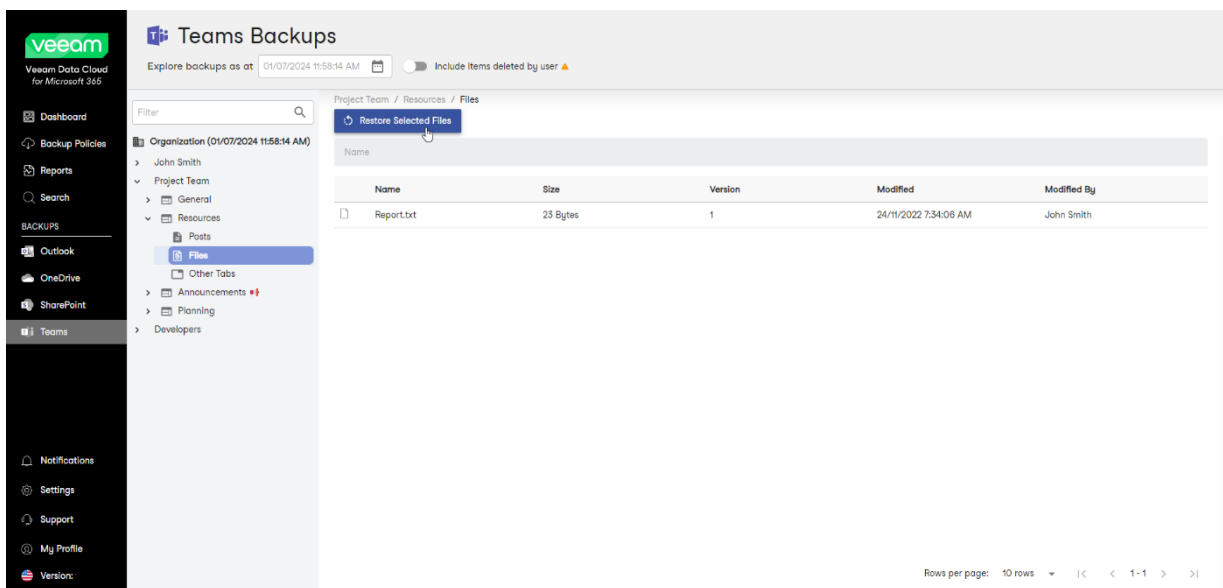 veeam
Veeam Data Cloud
for Microsoft 365
Dashboard
Backup Policies
Reports
Search
BACKUPS
Outlook
OneDrive
SharePoint
Teams
Notifications
Settings
Support
My Profile
Version:
Teams Backups
Explore backups as at 01/07/2024 11:58:14 AM Include items deleted by user
Filter
Organization (01/07/2024 11:58:14 AM)
John Smith
Project Team
General
Resources
Posts
Files
Other Tabs
Announcements
Planning
Developers
Project Team / Resources / Files
Restore Selected Files
Name
Name Size Version Modified Modified By
Report.txt 23 Bytes 1 24/11/2022 7:34:06 AM John Smith
Rows per page: 10 rows 1-1